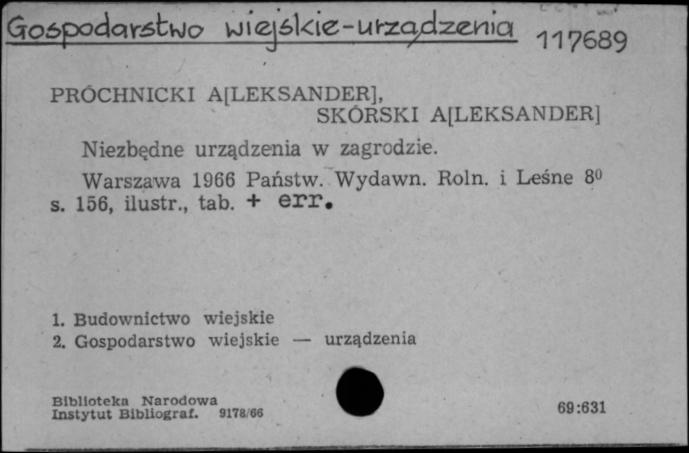 Gospodarstwo wiejskie-urządzenia 117689
PRÓCHNICKI A[LEKSANDER],
SKÓRSKI A[LEKSANDER]
Niezbędne urządzenia w zagrodzie.
Warszawa 1966 Państw. Wydawn. Roln. i Leśne 8⁰
s. 156, ilustr., tab. + err.
1. Budownictwo wiejskie
2. Gospodarstwo wiejskie — urządzenia
Biblioteka Narodowa
Instytut Bibliograf. 9178/66
69:631